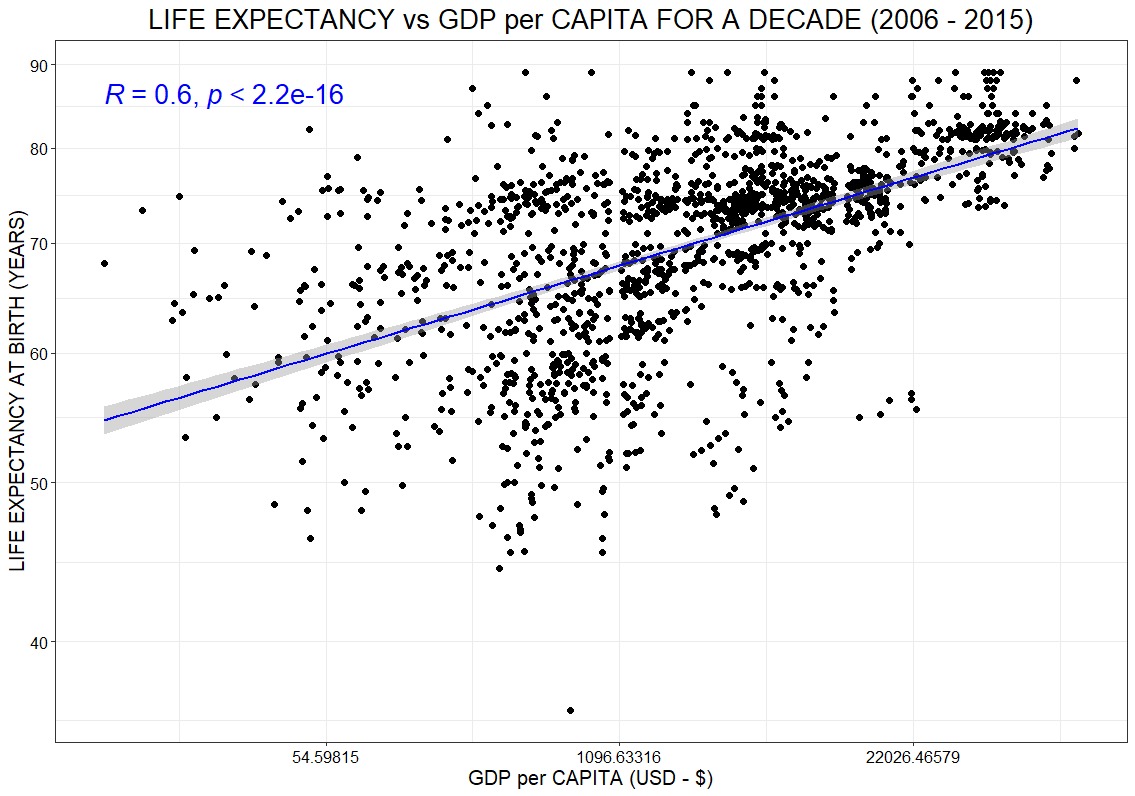 LIFE EXPECTANCY vs GDP per CAPITA FOR A DECADE (2006 - 2015)
R = 0.6, p < 2.2e-16
LIFE EXPECTANCY AT BIRTH (YEARS)
90
80
70
60
50
40
54.59815
1096.63316
22026.46579
GDP per CAPITA (USD - $)